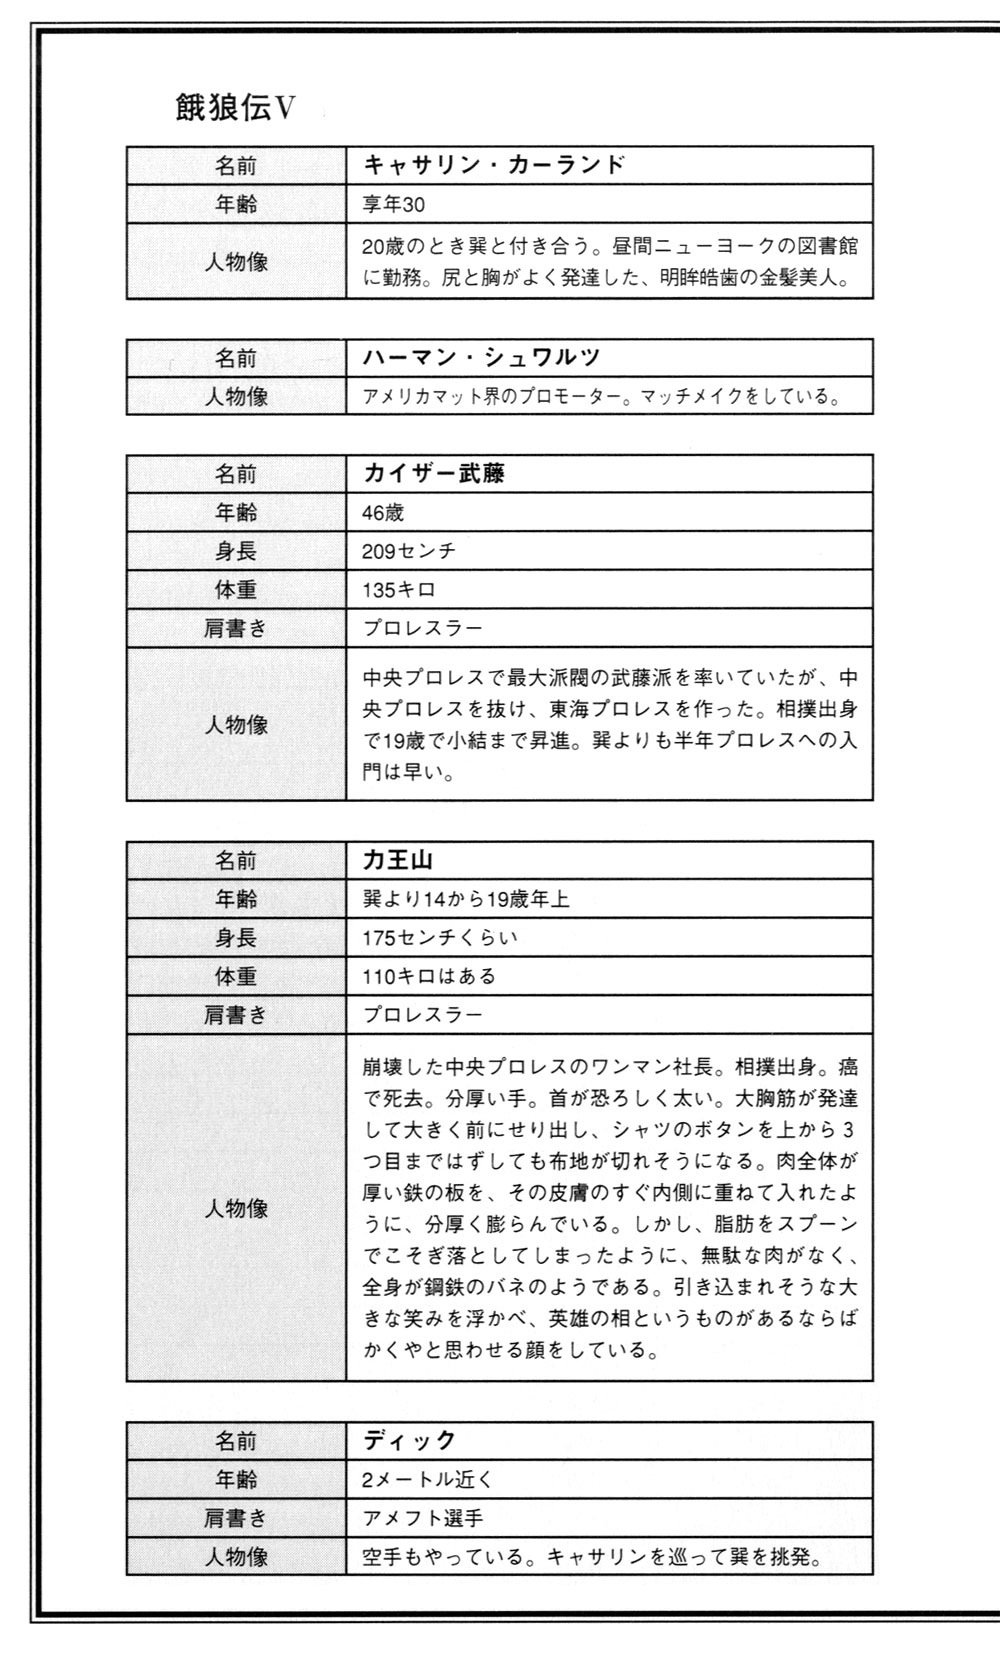 餓狼伝V
名前 キャサリン・カーランド
年齢 享年30
人物像 20歳のとき巽と付き合う。昼間ニューヨークの図書館
に勤務。尻と胸がよく発達した、明眸皓歯の金髪美人。
名前 ハーマン・シュワルツ
人物像 アメリカマット界のプロモーター。マッチメイクをしている。
名前 カイザー武藤
年齢 46歳
身長 209センチ
体重 135キロ
肩書き プロレスラー
人物像 中央プロレスで最大派閥の武藤派を率いていたが、中
央プロレスを抜け、東海プロレスを作った。相撲出身
で19歳で小結まで昇進。巽よりも半年プロレスへの入
門は早い。
名前 力王山
年齢 巽より14から19歳年上
身長 175センチくらい
体重 110キロはある
肩書き プロレスラー
人物像 崩壊した中央プロレスのワンマン社長。相撲出身。癌
で死去。分厚い手。首が恐ろしく太い。大胸筋が発達
して大きく前にせり出し、シャツのボタンを上から3
つ目まではずしても布地が切れそうになる。肉全体が
厚い鉄の板を、その皮膚のすぐ内側に重ねて入れたよ
うに、分厚く膨らんでいる。しかし、脂肪をスプーン
でこそぎ落としてしまったように、無駄な肉がなく、
全身が鋼鉄のバネのようである。引き込まれそうな大
きな笑みを浮かべ、英雄の相というものがあるならば
かくやと思わせる顔をしている。
名前 ディック
年齢 2メートル近く
肩書き アメフト選手
人物像 空手もやっている。キャサリンを巡って巽を挑発。